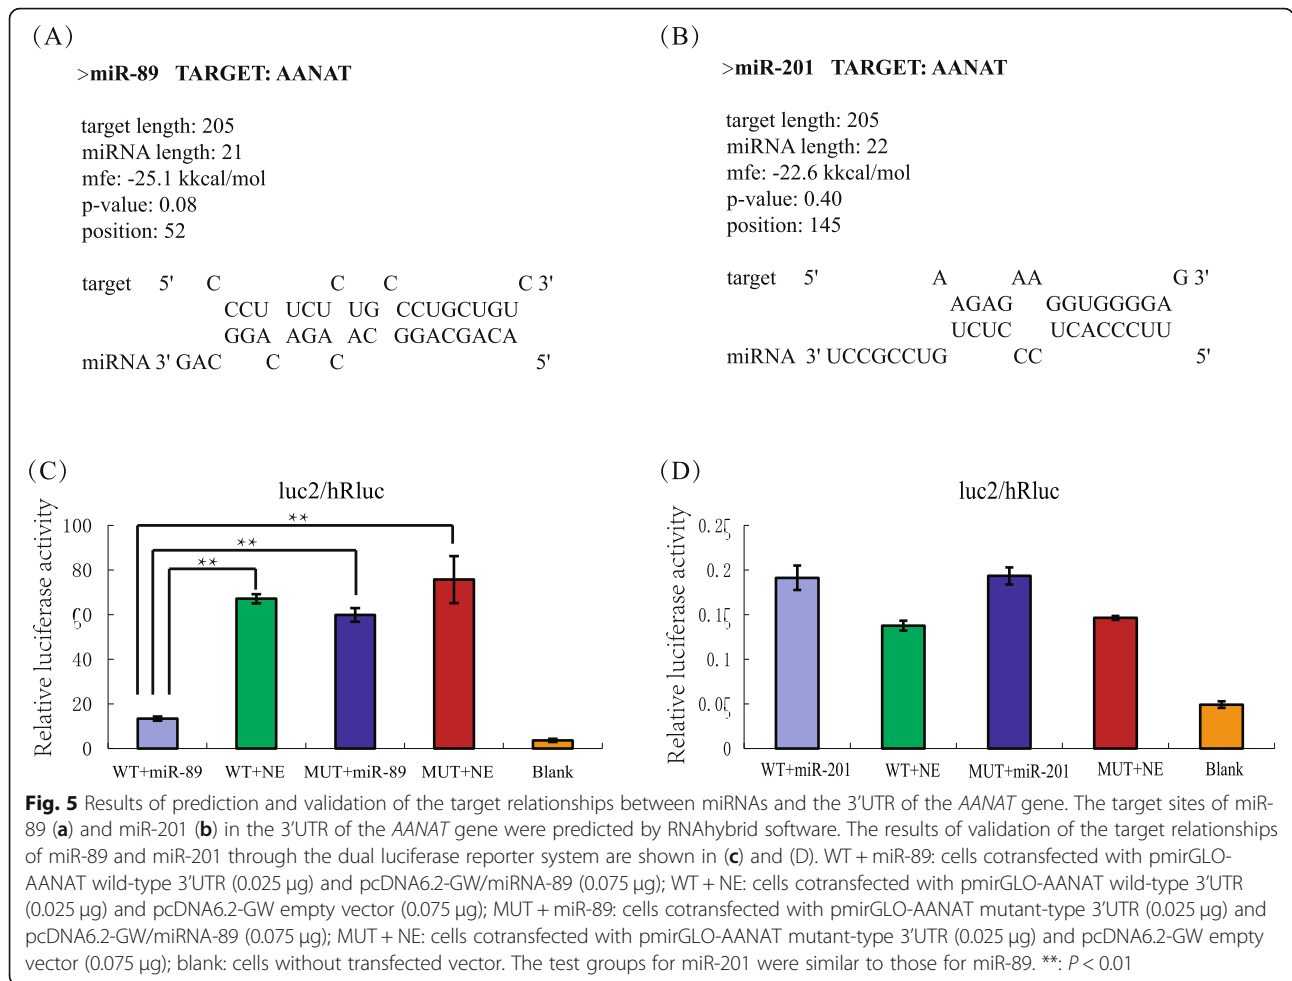 (A)
>miR-89 TARGET: AANAT
target length: 205
miRNA length: 21
mfe: -25.1 kkcal/mol
p-value: 0.08
position: 52
target 5' C C C C 3'
CCU UCU UG CCUGCUGU
GGA AGA AC GGACGACA
miRNA 3' GAC C C 5'
(B)
>miR-201 TARGET: AANAT
target length: 205
miRNA length: 22
mfe: -22.6 kkcal/mol
p-value: 0.40
position: 145
target 5' A AA G 3'
AGAG GGUGGGGA
UCUC UCACCCUU
miRNA 3' UCCGCCUG CC 5'
(C)
luc2/hRluc
Relative luciferase activity
100
80
60
40
20
0
**
**
**
WT+miR-89 WT+NE MUT+miR-89 MUT+NE Blank
(D)
luc2/hRluc
Relative luciferase activity
0.25
0.2
0.15
0.1
0.05
0
WT+miR-201 WT+NE MUT+miR-201 MUT+NE Blank
Fig. 5 Results of prediction and validation of the target relationships between miRNAs and the 3'UTR of the AANAT gene. The target sites of miR-
89 (a) and miR-201 (b) in the 3'UTR of the AANAT gene were predicted by RNAhybrid software. The results of validation of the target relationships
of miR-89 and miR-201 through the dual luciferase reporter system are shown in (c) and (D). WT + miR-89: cells cotransfected with pmirGLO-
AANAT wild-type 3'UTR (0.025 μg) and pcDNA6.2-GW/miRNA-89 (0.075 μg); WT + NE: cells cotransfected with pmirGLO-AANAT wild-type 3'UTR
(0.025 μg) and pcDNA6.2-GW empty vector (0.075 μg); MUT + miR-89: cells cotransfected with pmirGLO-AANAT mutant-type 3'UTR (0.025 μg) and
pcDNA6.2-GW/miRNA-89 (0.075 μg); MUT + NE: cells cotransfected with pmirGLO-AANAT mutant-type 3'UTR (0.025 μg) and pcDNA6.2-GW empty
vector (0.075 μg); blank: cells without transfected vector. The test groups for miR-201 were similar to those for miR-89. **: P < 0.01